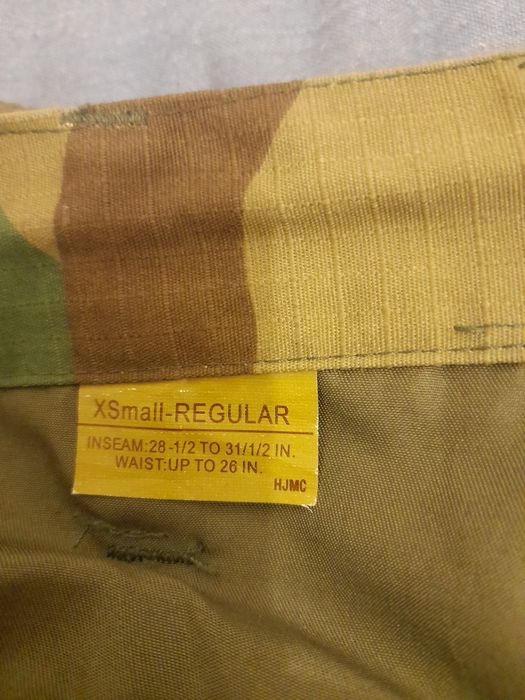 XSmall-REGULAR
INSEAM:28-1/2 TO 31/1/2 IN.
WAIST:UP TO 26 IN.
HJMC